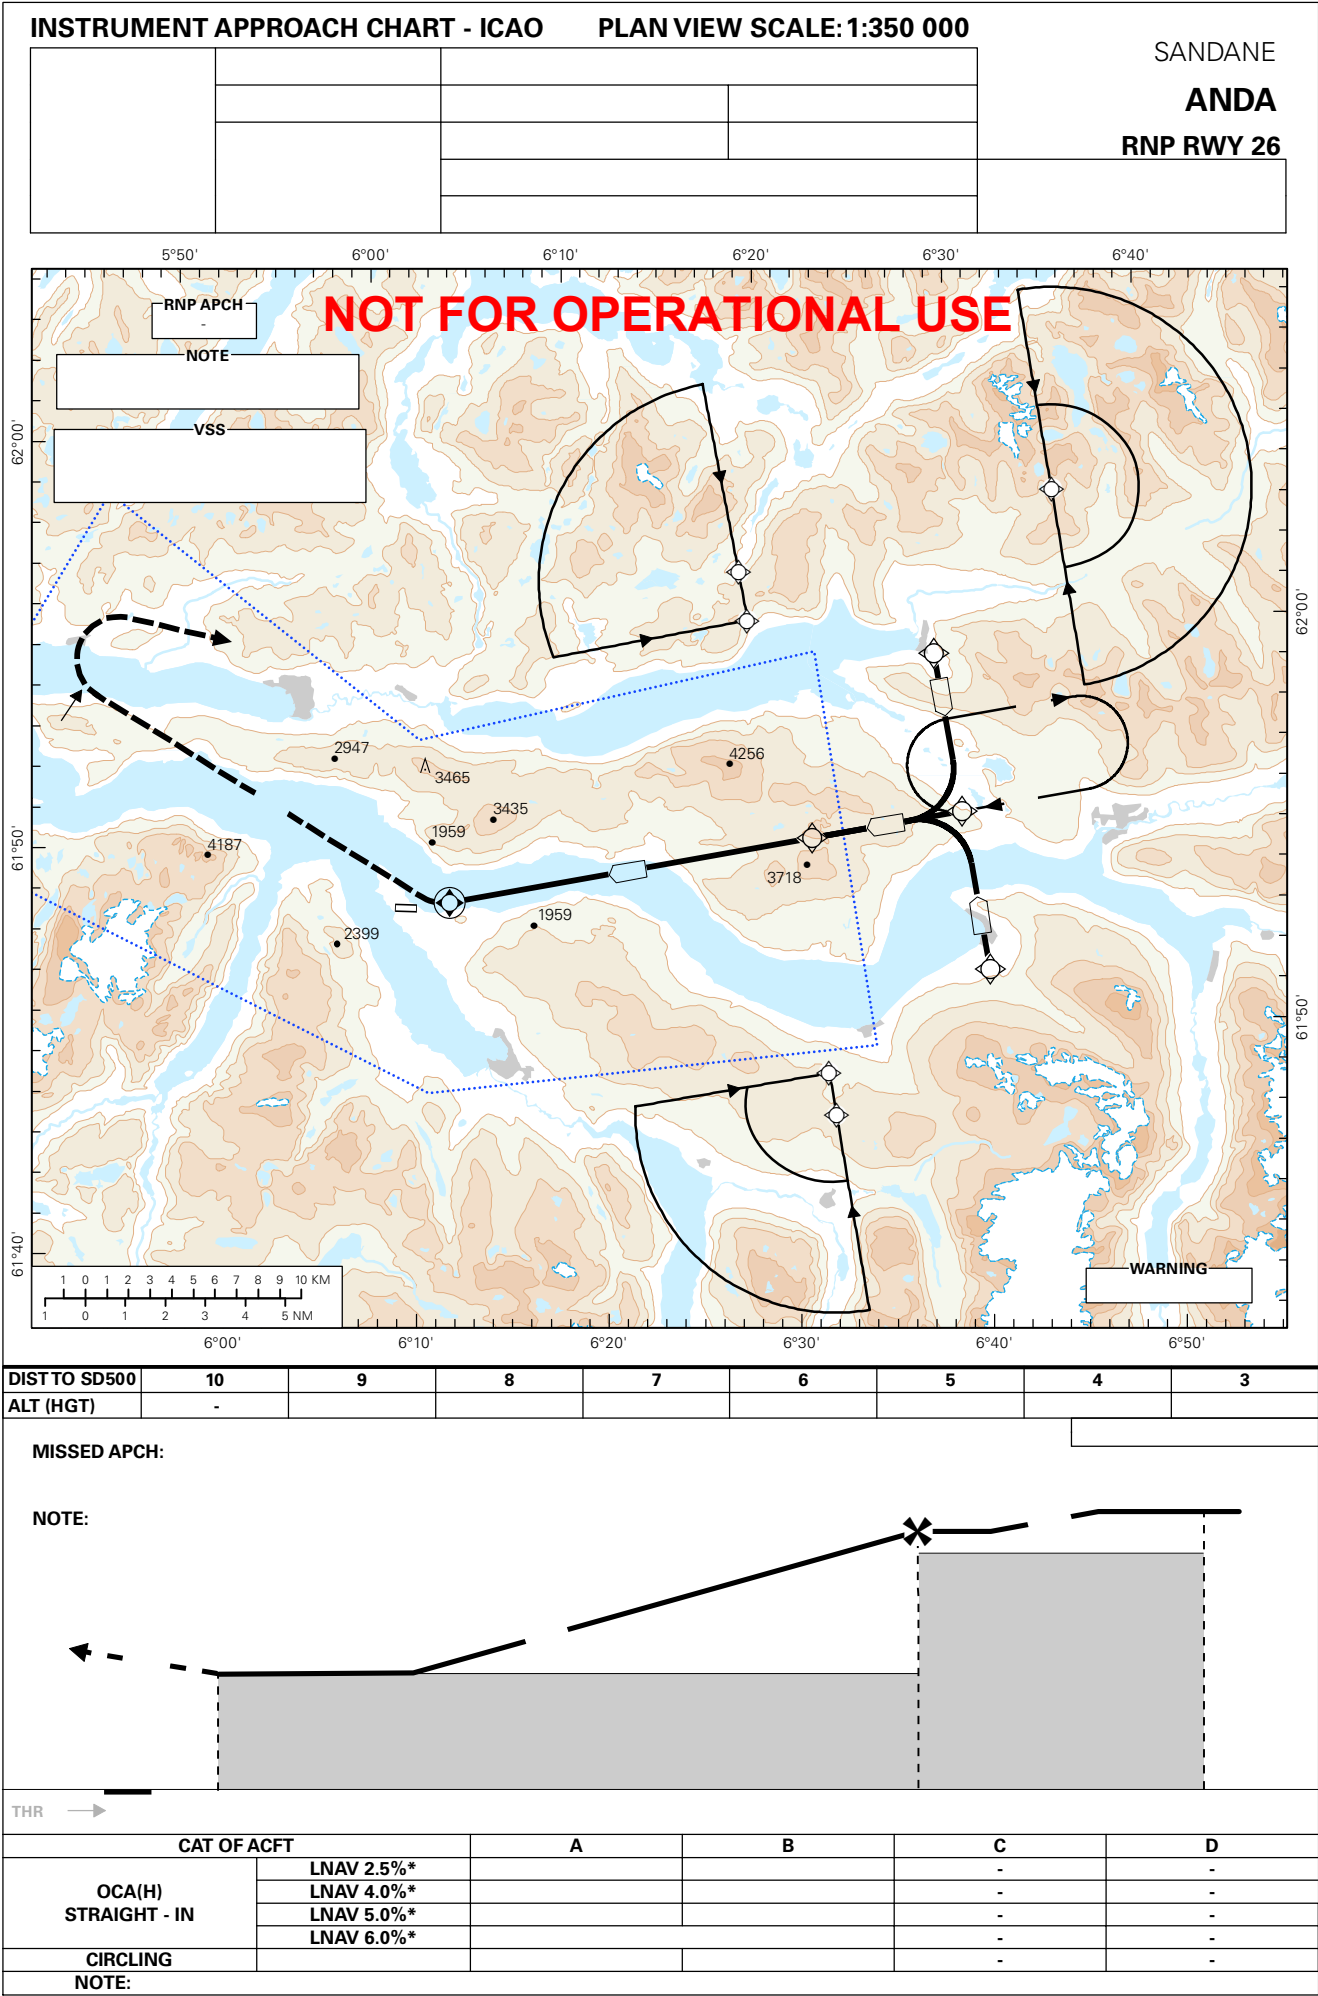 INSTRUMENT APPROACH CHART - ICAO PLAN VIEW SCALE: 1:350 000
SANDANE
ANDA
RNP RWY 26
5°50' 6°00' 6°10' 6°20' 6°30' 6°40'
RNP APCH
-
NOT FOR OPERATIONAL USE
NOTE
VSS
62°00'
62°00'
2947
4256
3465
3435
1959
61°50'
4187
3718
1959
2399
61°50'
61°40'
WARNING
1 0 1 2 3 4 5 6 7 8 9 10 KM
1 0 1 2 3 4 5 NM
6°00' 6°10' 6°20' 6°30' 6°40' 6°50'
DIST TO SD500 10 9 8 7 6 5 4 3
ALT (HGT) -
MISSED APCH:
NOTE:
THR
CAT OF ACFT A B C D
OCA(H)
STRAIGHT - IN
LNAV 2.5%* - -
LNAV 4.0%* - -
LNAV 5.0%* - -
LNAV 6.0%* - -
CIRCLING - -
NOTE: